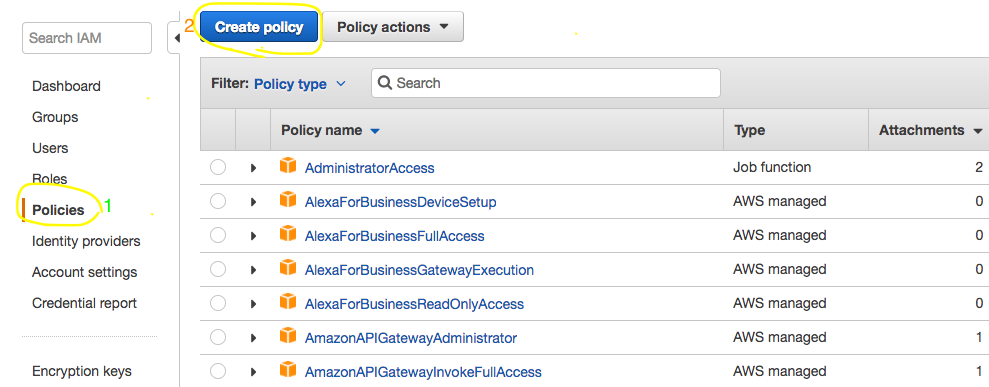 Search IAM
Dashboard
Groups
Users
Roles
Policies 1
Identity providers
Account settings
Credential report
Encryption keys
2 Create policy Policy actions
Filter: Policy type Search
Policy name Type Attachments
AdministratorAccess Job function 2
AlexaForBusinessDeviceSetup AWS managed 0
AlexaForBusinessFullAccess AWS managed 0
AlexaForBusinessGatewayExecution AWS managed 0
AlexaForBusinessReadOnlyAccess AWS managed 0
AmazonAPIGatewayAdministrator AWS managed 1
AmazonAPIGatewayInvokeFullAccess AWS managed 1